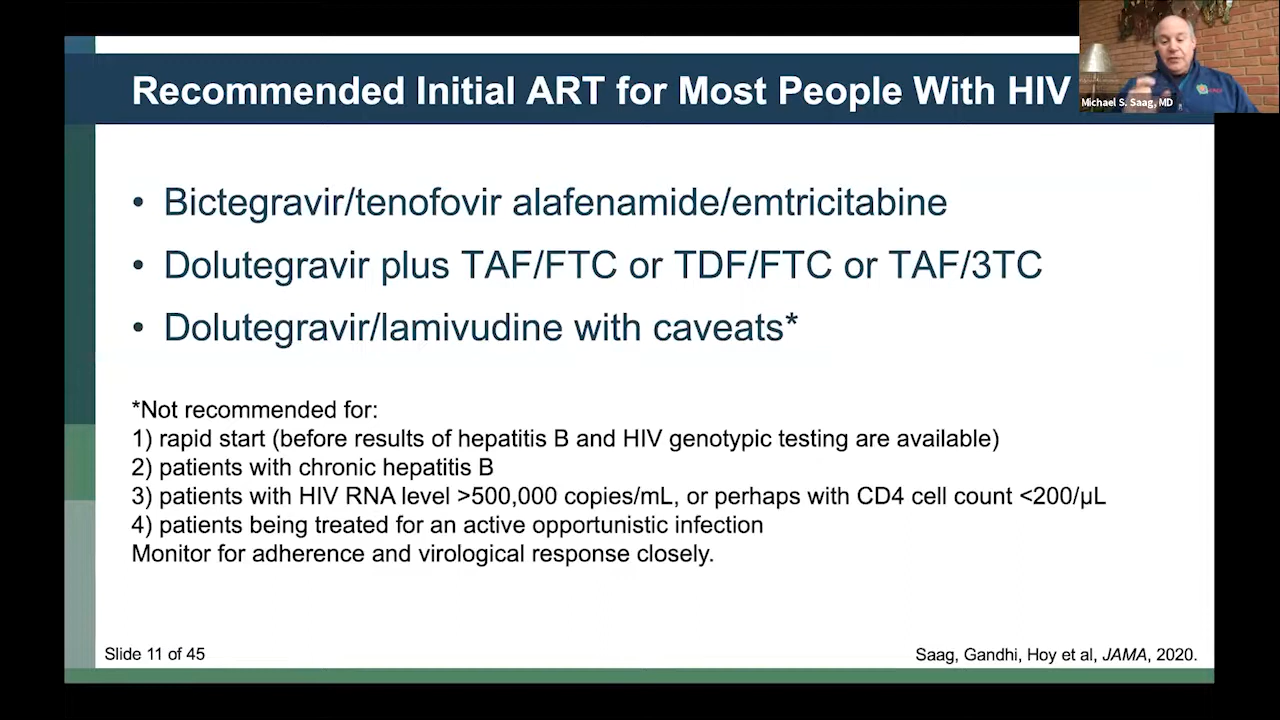 Recommended Initial ART for Most People With HIV
Michael S. Saag, MD
• Bictegravir/tenofovir alafenamide/emtricitabine
• Dolutegravir plus TAF/FTC or TDF/FTC or TAF/3TC
• Dolutegravir/lamivudine with caveats*
*Not recommended for:
1) rapid start (before results of hepatitis B and HIV genotypic testing are available)
2) patients with chronic hepatitis B
3) patients with HIV RNA level >500,000 copies/mL, or perhaps with CD4 cell count <200/µL
4) patients being treated for an active opportunistic infection
Monitor for adherence and virological response closely.
Slide 11 of 45
Saag, Gandhi, Hoy et al, JAMA, 2020.